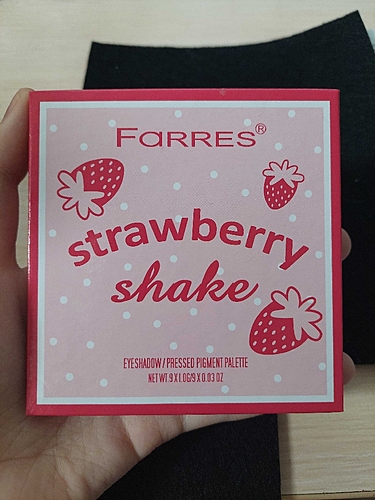 FARRES®
strawberry
shake
EYESHADOW / PRESSED PIGMENT PALETTE
NET WT.9 X 1.0G/9 X 0.03 OZ